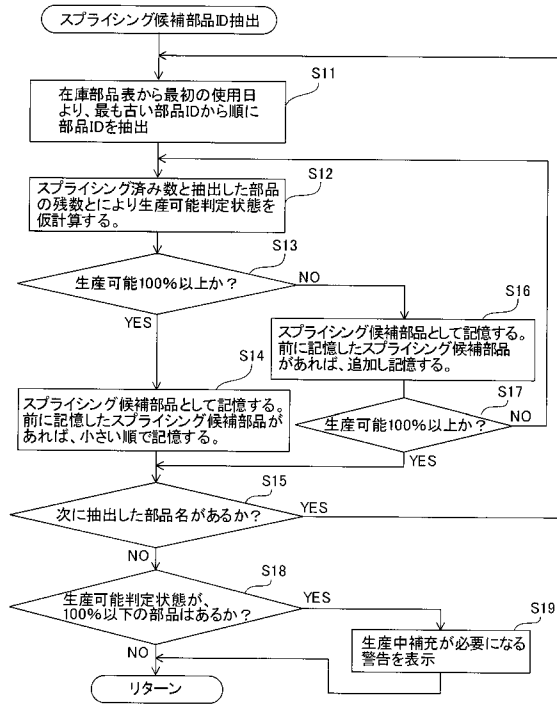 スプライシング候補部品ID抽出
S11
在庫部品表から最初の使用日
より、最も古い部品IDから順に
部品IDを抽出
S12
スプライシング済み数と抽出した部品
の残数とにより生産可能判定状態を
仮計算する。
S13
生産可能100%以上か?
NO
YES
S16
スプライシング候補部品として記憶する。
前に記憶したスプライシング候補部品
があれば、追加し記憶する。
S14
スプライシング候補部品として記憶する。
前に記憶したスプライシング候補部品が
あれば、小さい順で記憶する。
S17
生産可能100%以上か?
NO
YES
S15
次に抽出した部品名があるか?
YES
NO
S18
生産可能判定状態が、
100%以下の部品はあるか?
YES
NO
S19
生産中補充が必要になる
警告を表示
リターン